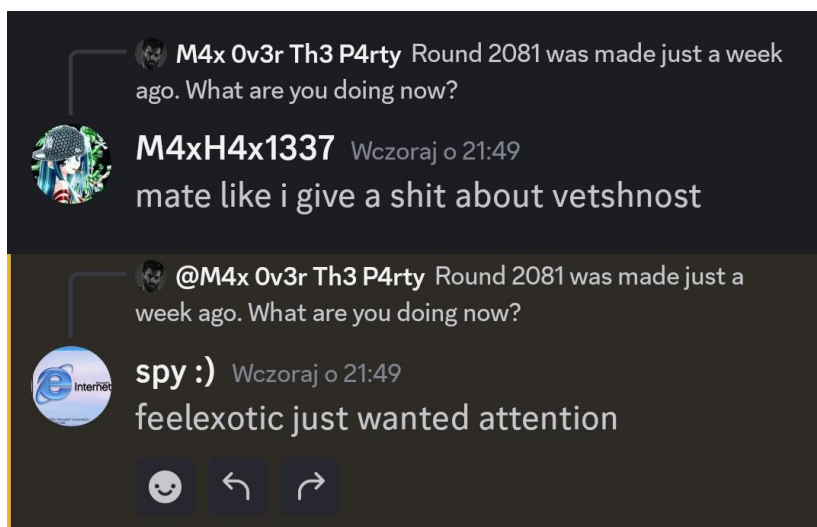 M4x 0v3r Th3 P4rty Round 2081 was made just a week
ago. What are you doing now?
M4xH4x1337 Wczoraj o 21:49
mate like i give a shit about vetshnost
@M4x 0v3r Th3 P4rty Round 2081 was made just a
week ago. What are you doing now?
spy :) Wczoraj o 21:49
Internet
feelexotic just wanted attention